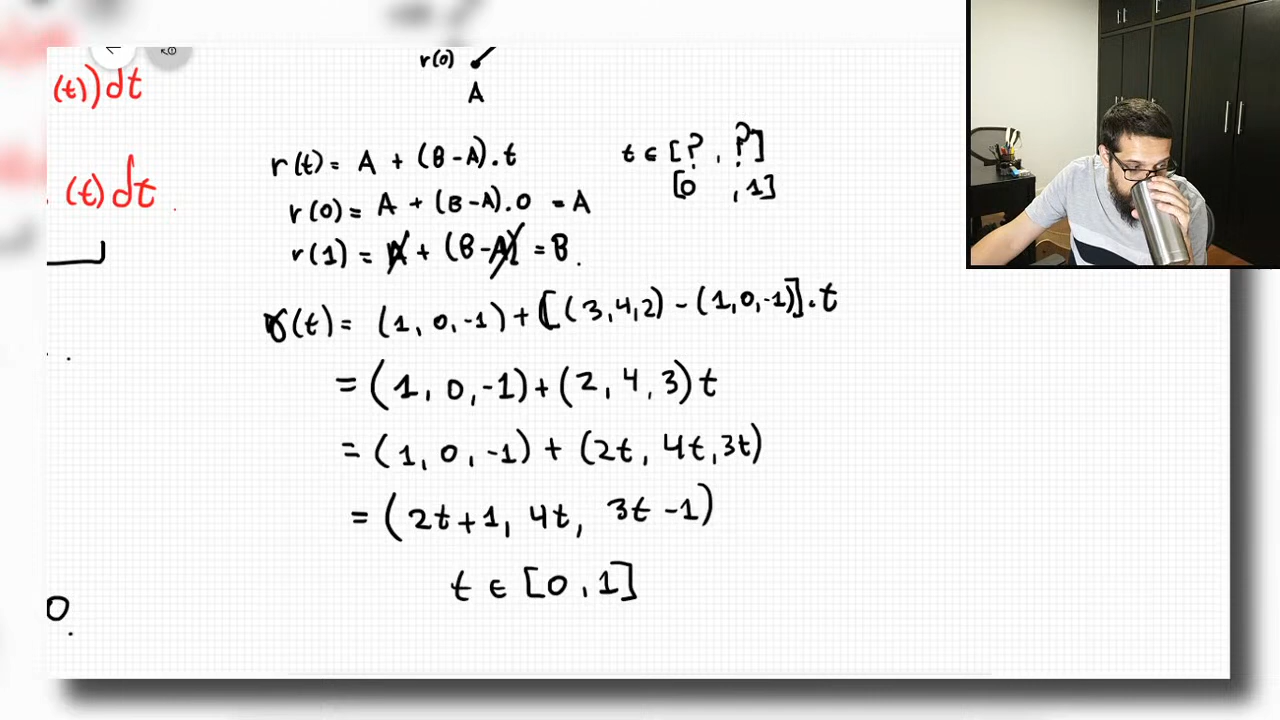 (t))dt
(t)dt
r(0)
A
r(t) = A + (B-A).t
t ∈ [?, ?]
[0 , 1]
r(0) = A + (B-A).0 = A
r(1) = A + (B-A) = B.
γ(t) = (1, 0, -1) + [(3,4,2) - (1,0,-1)].t
= (1, 0, -1) + (2, 4, 3)t
= (1, 0, -1) + (2t, 4t, 3t)
= (2t+1, 4t, 3t -1)
t ∈ [0, 1]
0.